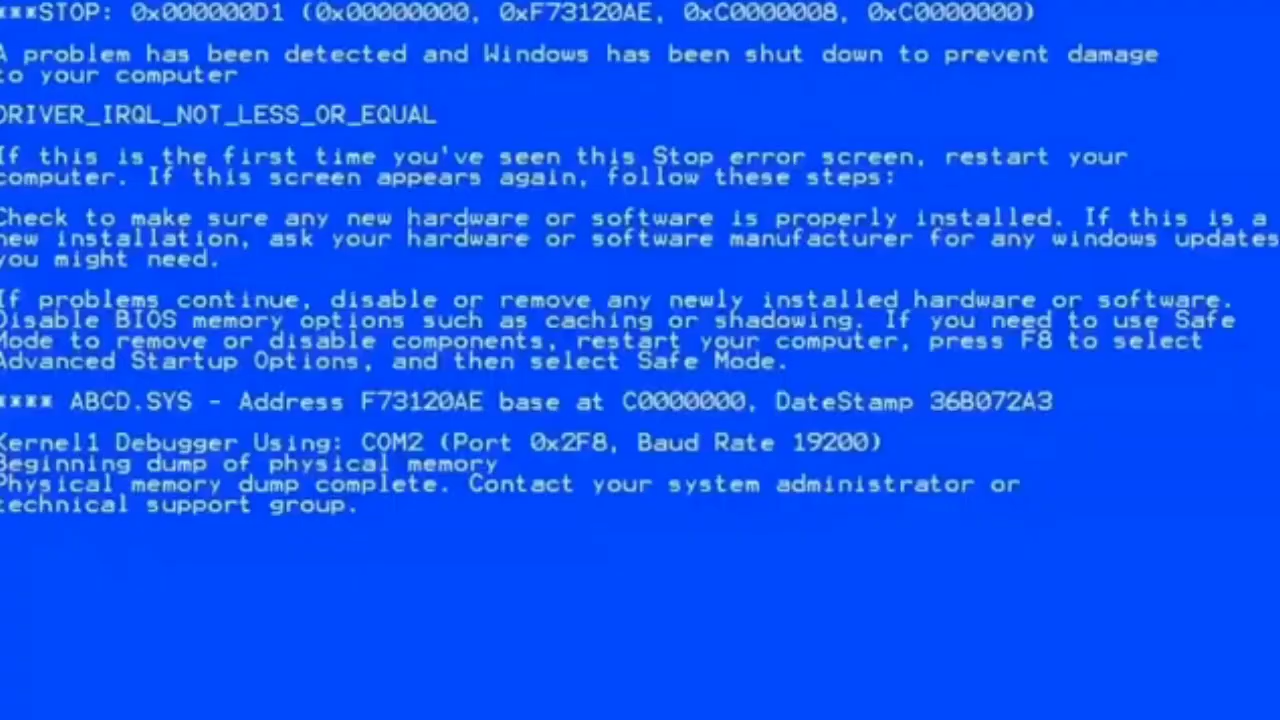 ***STOP: 0x000000D1 (0x00000000, 0xF73120AE, 0xC0000008, 0xC0000000)
A problem has been detected and Windows has been shut down to prevent damage
to your computer
DRIVER_IRQL_NOT_LESS_OR_EQUAL
If this is the first time you've seen this Stop error screen, restart your
computer. If this screen appears again, follow these steps:
Check to make sure any new hardware or software is properly installed. If this is a
new installation, ask your hardware or software manufacturer for any windows updates
you might need.
If problems continue, disable or remove any newly installed hardware or software.
Disable BIOS memory options such as caching or shadowing. If you need to use Safe
Mode to remove or disable components, restart your computer, press F8 to select
Advanced Startup Options, and then select Safe Mode.
**** ABCD.SYS - Address F73120AE base at C0000000, DateStamp 36B072A3
Kernel1 Debugger Using: COM2 (Port 0x2F8, Baud Rate 19200)
Beginning dump of physical memory
Physical memory dump complete. Contact your system administrator or
technical support group.